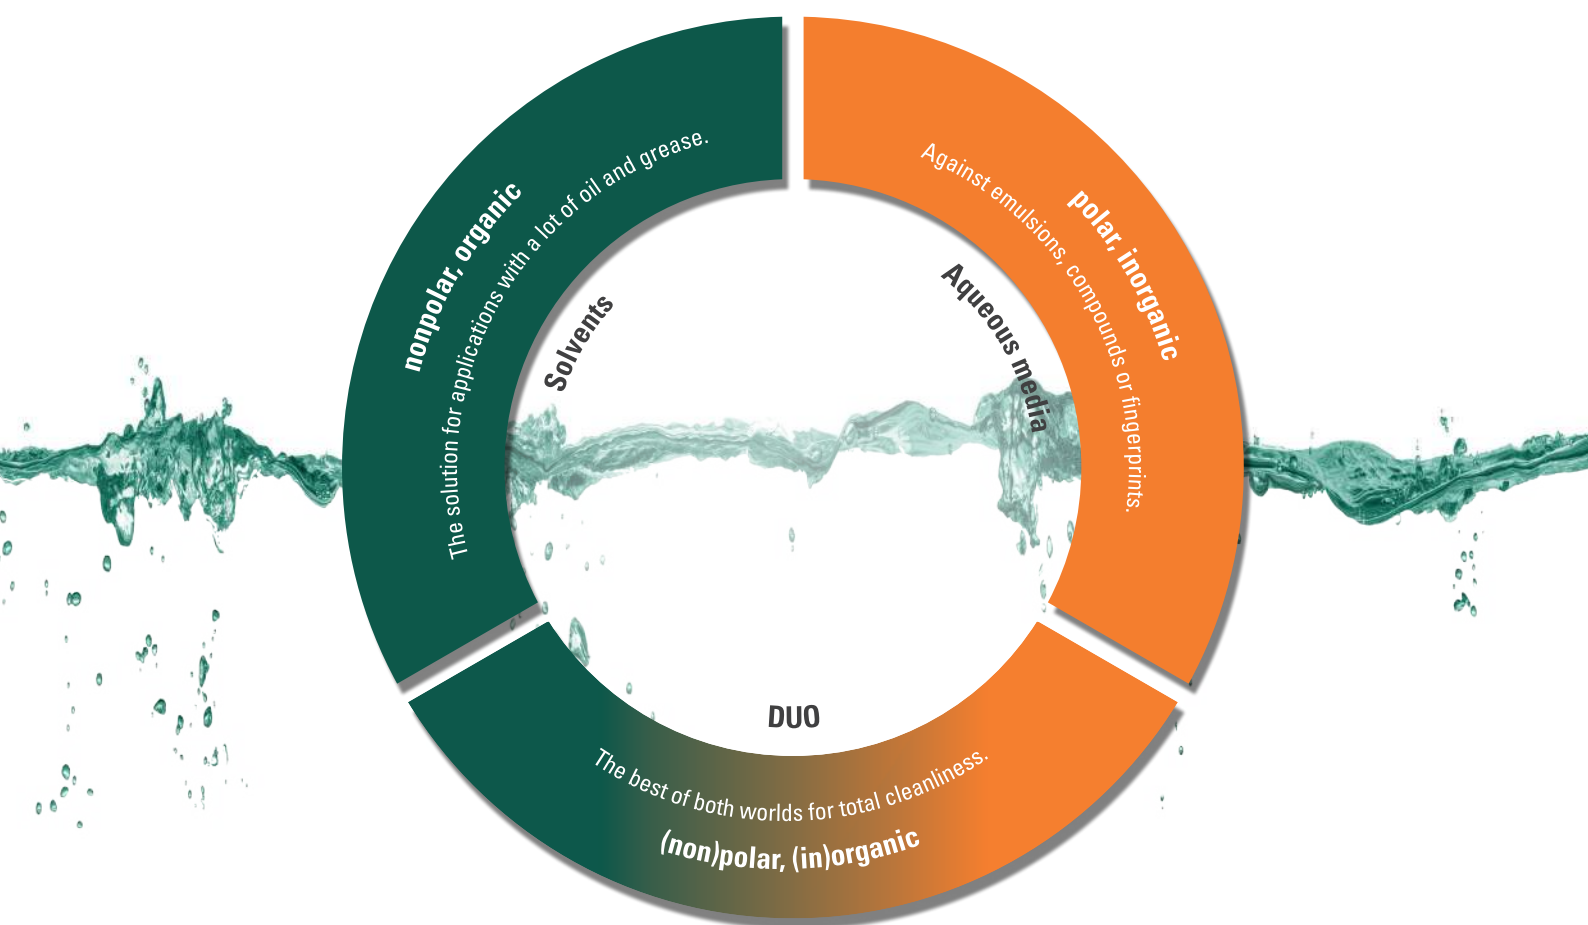 nonpolar, organic
The solution for applications with a lot of oil and grease.
Solvents
polar, inorganic
Against emulsions, compounds or fingerprints.
Aqueous media
DUO
The best of both worlds for total cleanliness.
(non)polar, (in)organic